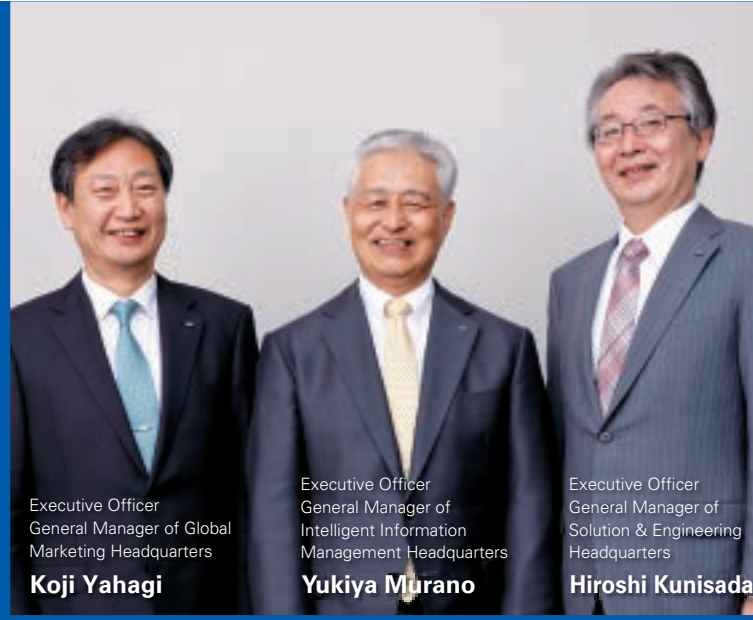 Executive Officer
General Manager of Global
Marketing Headquarters
Koji Yahagi
Executive Officer
General Manager of
Intelligent Information
Management Headquarters
Yukiya Murano
Executive Officer
General Manager of
Solution & Engineering
Headquarters
Hiroshi Kunisada